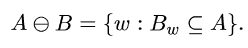 A ⊖ B = {w : B_w ⊆ A}.